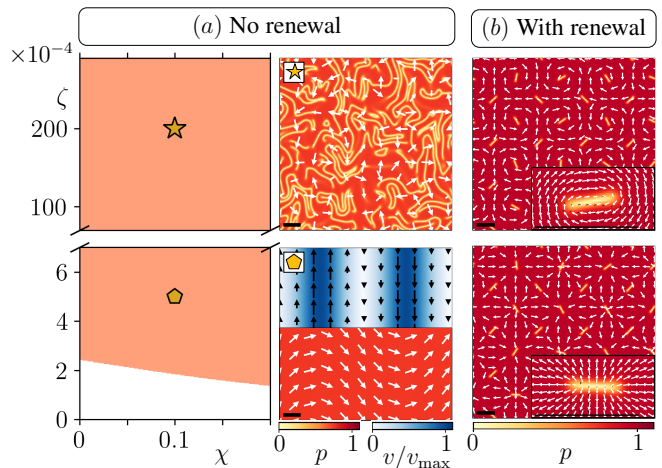 (a) No renewal
(b) With renewal
×10⁻⁴
ζ
200
100
6
4
2
0
0
0.1
χ
0
p
1
0
v/v_max
1
0
p
1